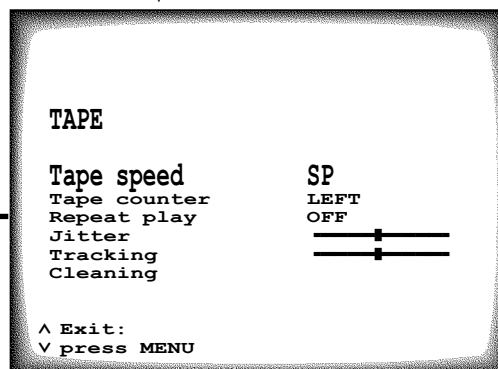 TAPE
Tape speed SP
Tape counter LEFT
Repeat play OFF
Jitter
Tracking
Cleaning
^ Exit:
v press MENU